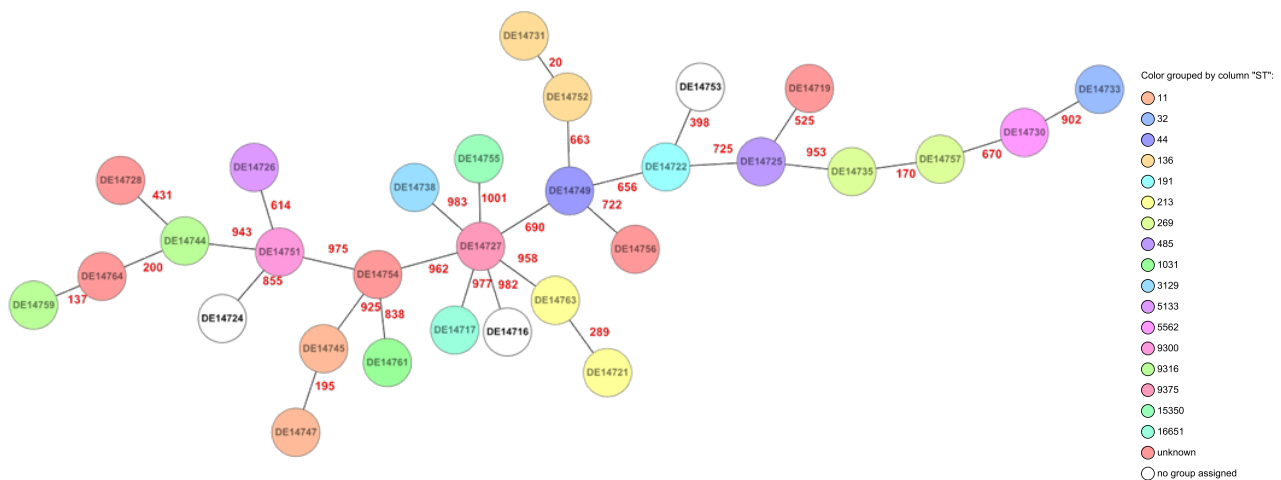 DE14731
20
DE14752
663
DE14753
398
DE14719
525
DE14733
902
DE14730
670
DE14757
170
DE14735
953
DE14725
725
DE14722
656
DE14749
722
DE14756
690
DE14755
1001
DE14738
983
DE14727
958
DE14763
289
DE14721
982
DE14716
977
DE14717
962
DE14754
838
DE14761
925
DE14745
195
DE14747
975
DE14751
614
DE14726
855
DE14724
943
DE14744
431
DE14728
200
DE14764
137
DE14759
Color grouped by column "ST":
11
32
44
136
191
213
269
485
1031
3129
5133
5562
9300
9316
9375
15350
16651
unknown
no group assigned